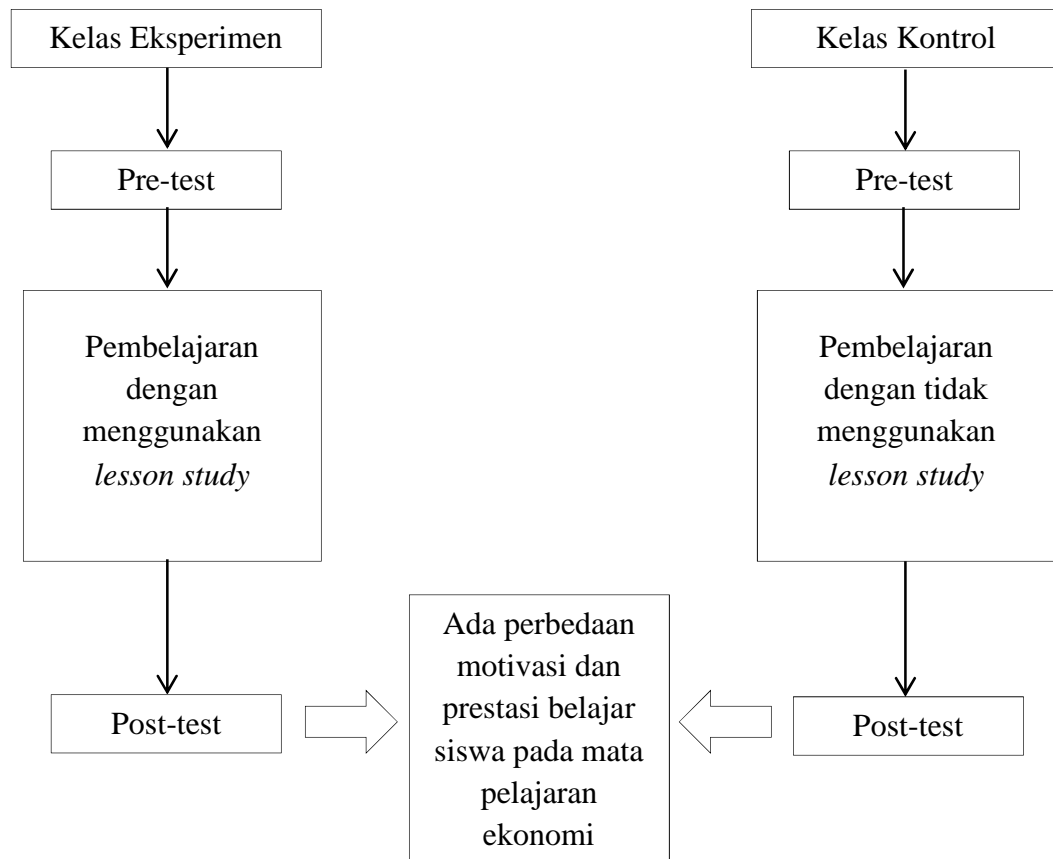 Kelas Eksperimen
Kelas Kontrol
Pre-test
Pre-test
Pembelajaran
dengan
menggunakan
lesson study
Pembelajaran
dengan tidak
menggunakan
lesson study
Ada perbedaan
motivasi dan
prestasi belajar
siswa pada mata
pelajaran
ekonomi
Post-test
Post-test